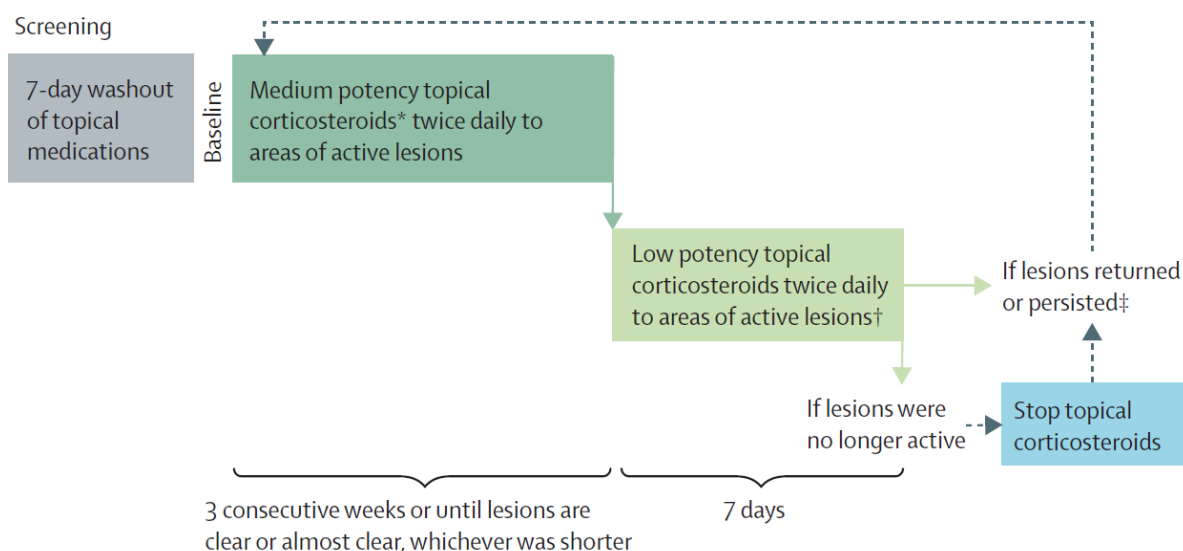 Screening
7-day washout
of topical
medications
Baseline
Medium potency topical
corticosteroids* twice daily to
areas of active lesions
Low potency topical
corticosteroids twice daily
to areas of active lesions†
If lesions returned
or persisted‡
If lesions were
no longer active
Stop topical
corticosteroids
3 consecutive weeks or until lesions are
clear or almost clear, whichever was shorter
7 days